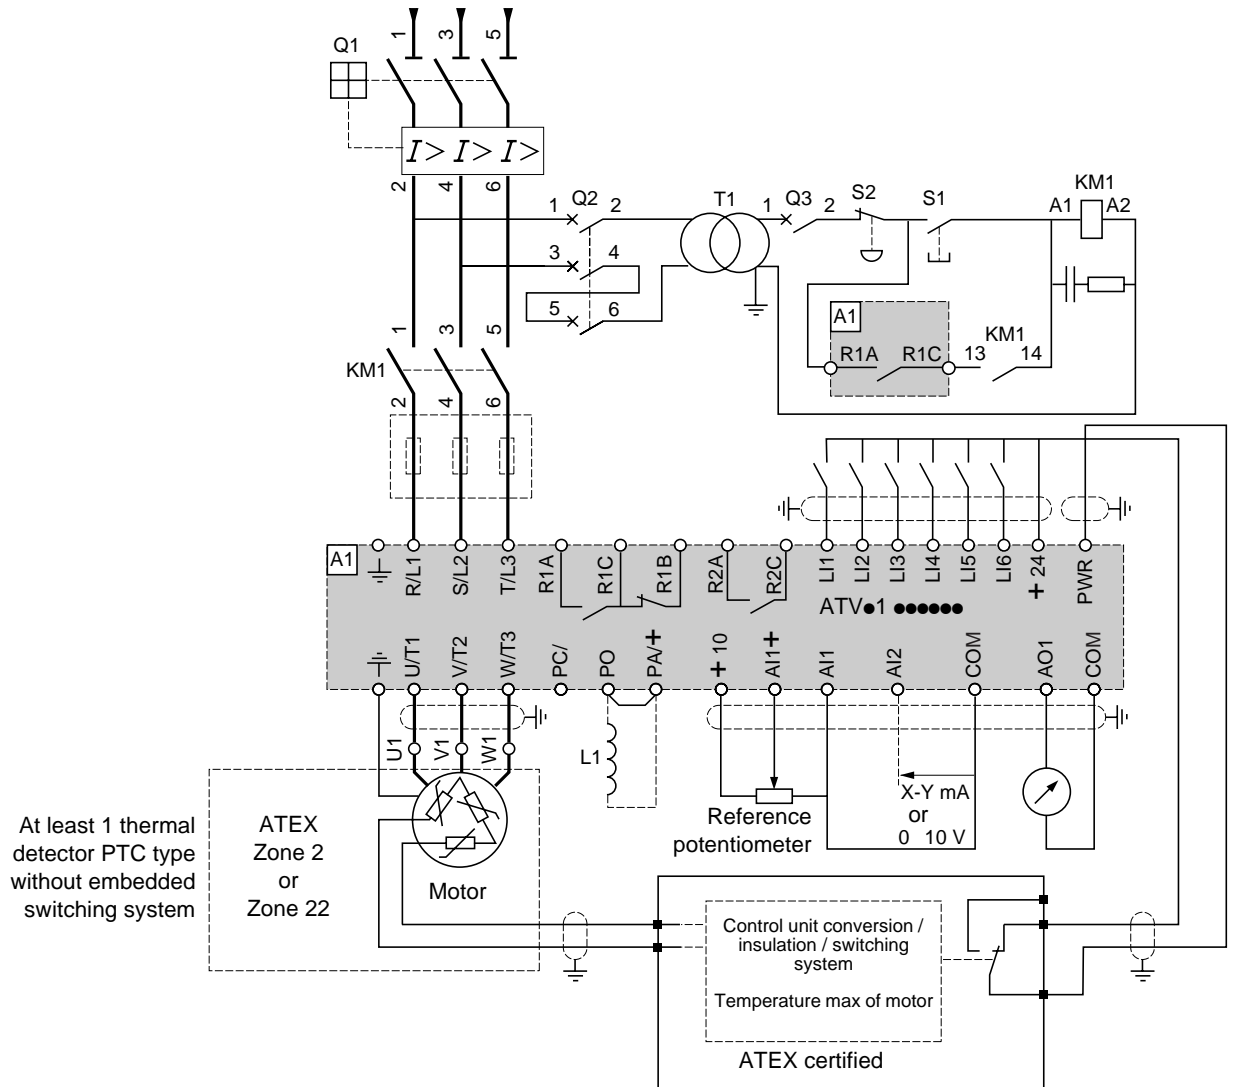 1
3
5
Q1
I> I> I>
2
4
6
1 Q2 2
T1
1 Q3 2
S2
S1
KM1
A1 A2
3 4
5 6
A1
R1A R1C
KM1
13 14
1
3
5
KM1
2
4
6
A1
R/L1
S/L2
T/L3
R1A
R1C
R1B
R2A
R2C
LI1
LI2
LI3
LI4
LI5
LI6
+24
PWR
ATV●1 ●●●●●●
U/T1
V/T2
W/T3
PC/
PO
PA/+
+10
AI1+
AI1
AI2
COM
AO1
COM
U1
V1
W1
L1
X-Y mA
or
0 10 V
Reference
potentiometer
At least 1 thermal
detector PTC type
without embedded
switching system
ATEX
Zone 2
or
Zone 22
Motor
Control unit conversion /
insulation / switching
system
Temperature max of motor
ATEX certified